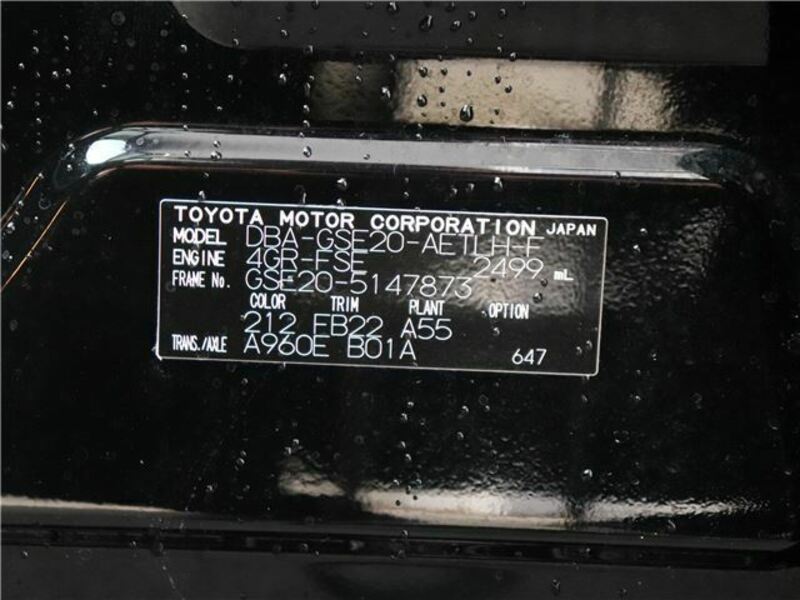 TOYOTA MOTOR CORPORATION JAPAN
MODEL DBA-GSE20-AETLH-F
ENGINE 4GR-FSE 2499 mL
FRAME No. GSE20-5147873
COLOR TRIM PLANT OPTION
212 FB22 A55
TRANS./AXLE A960E B01A 647